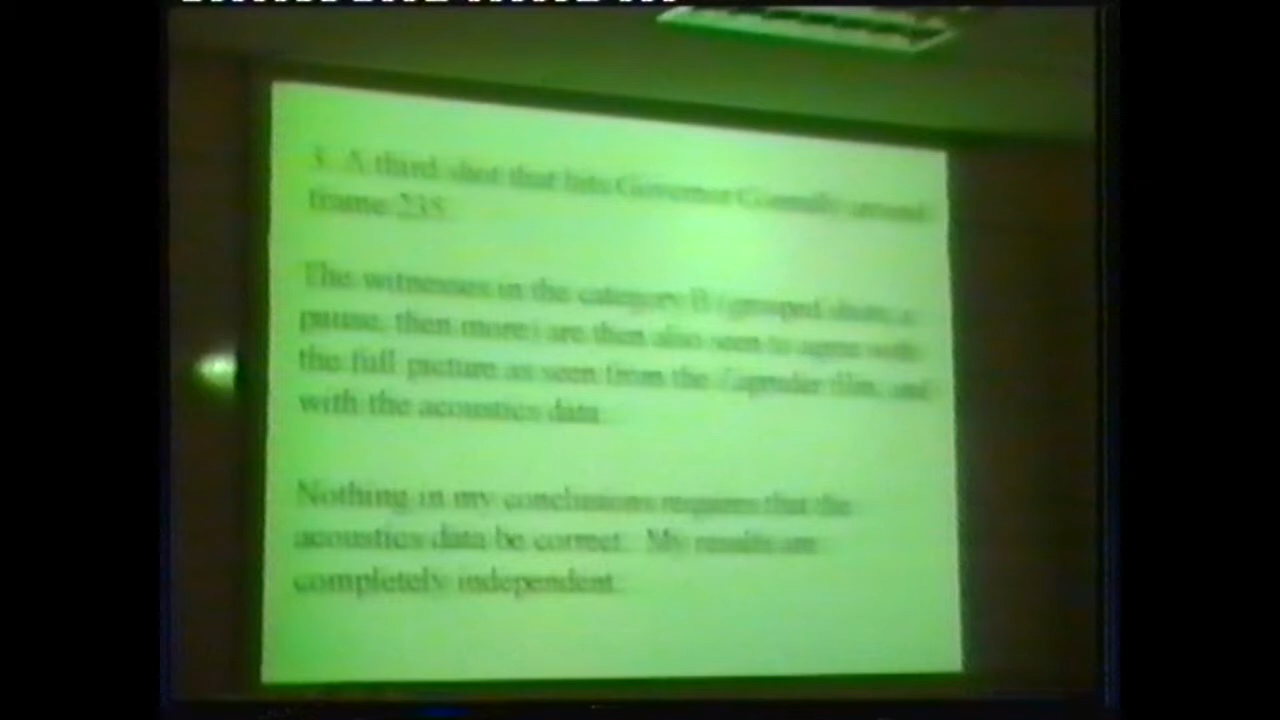 A third shot that hits Governor Connally around
frame 235.
The witnesses in the category B (grouped shots, a
pause, then more) are then also seen to agree with
the full picture as seen from the Zapruder film, and
with the acoustics data.
Nothing in my conclusions requires that the
acoustics data be correct. My results are
completely independent.